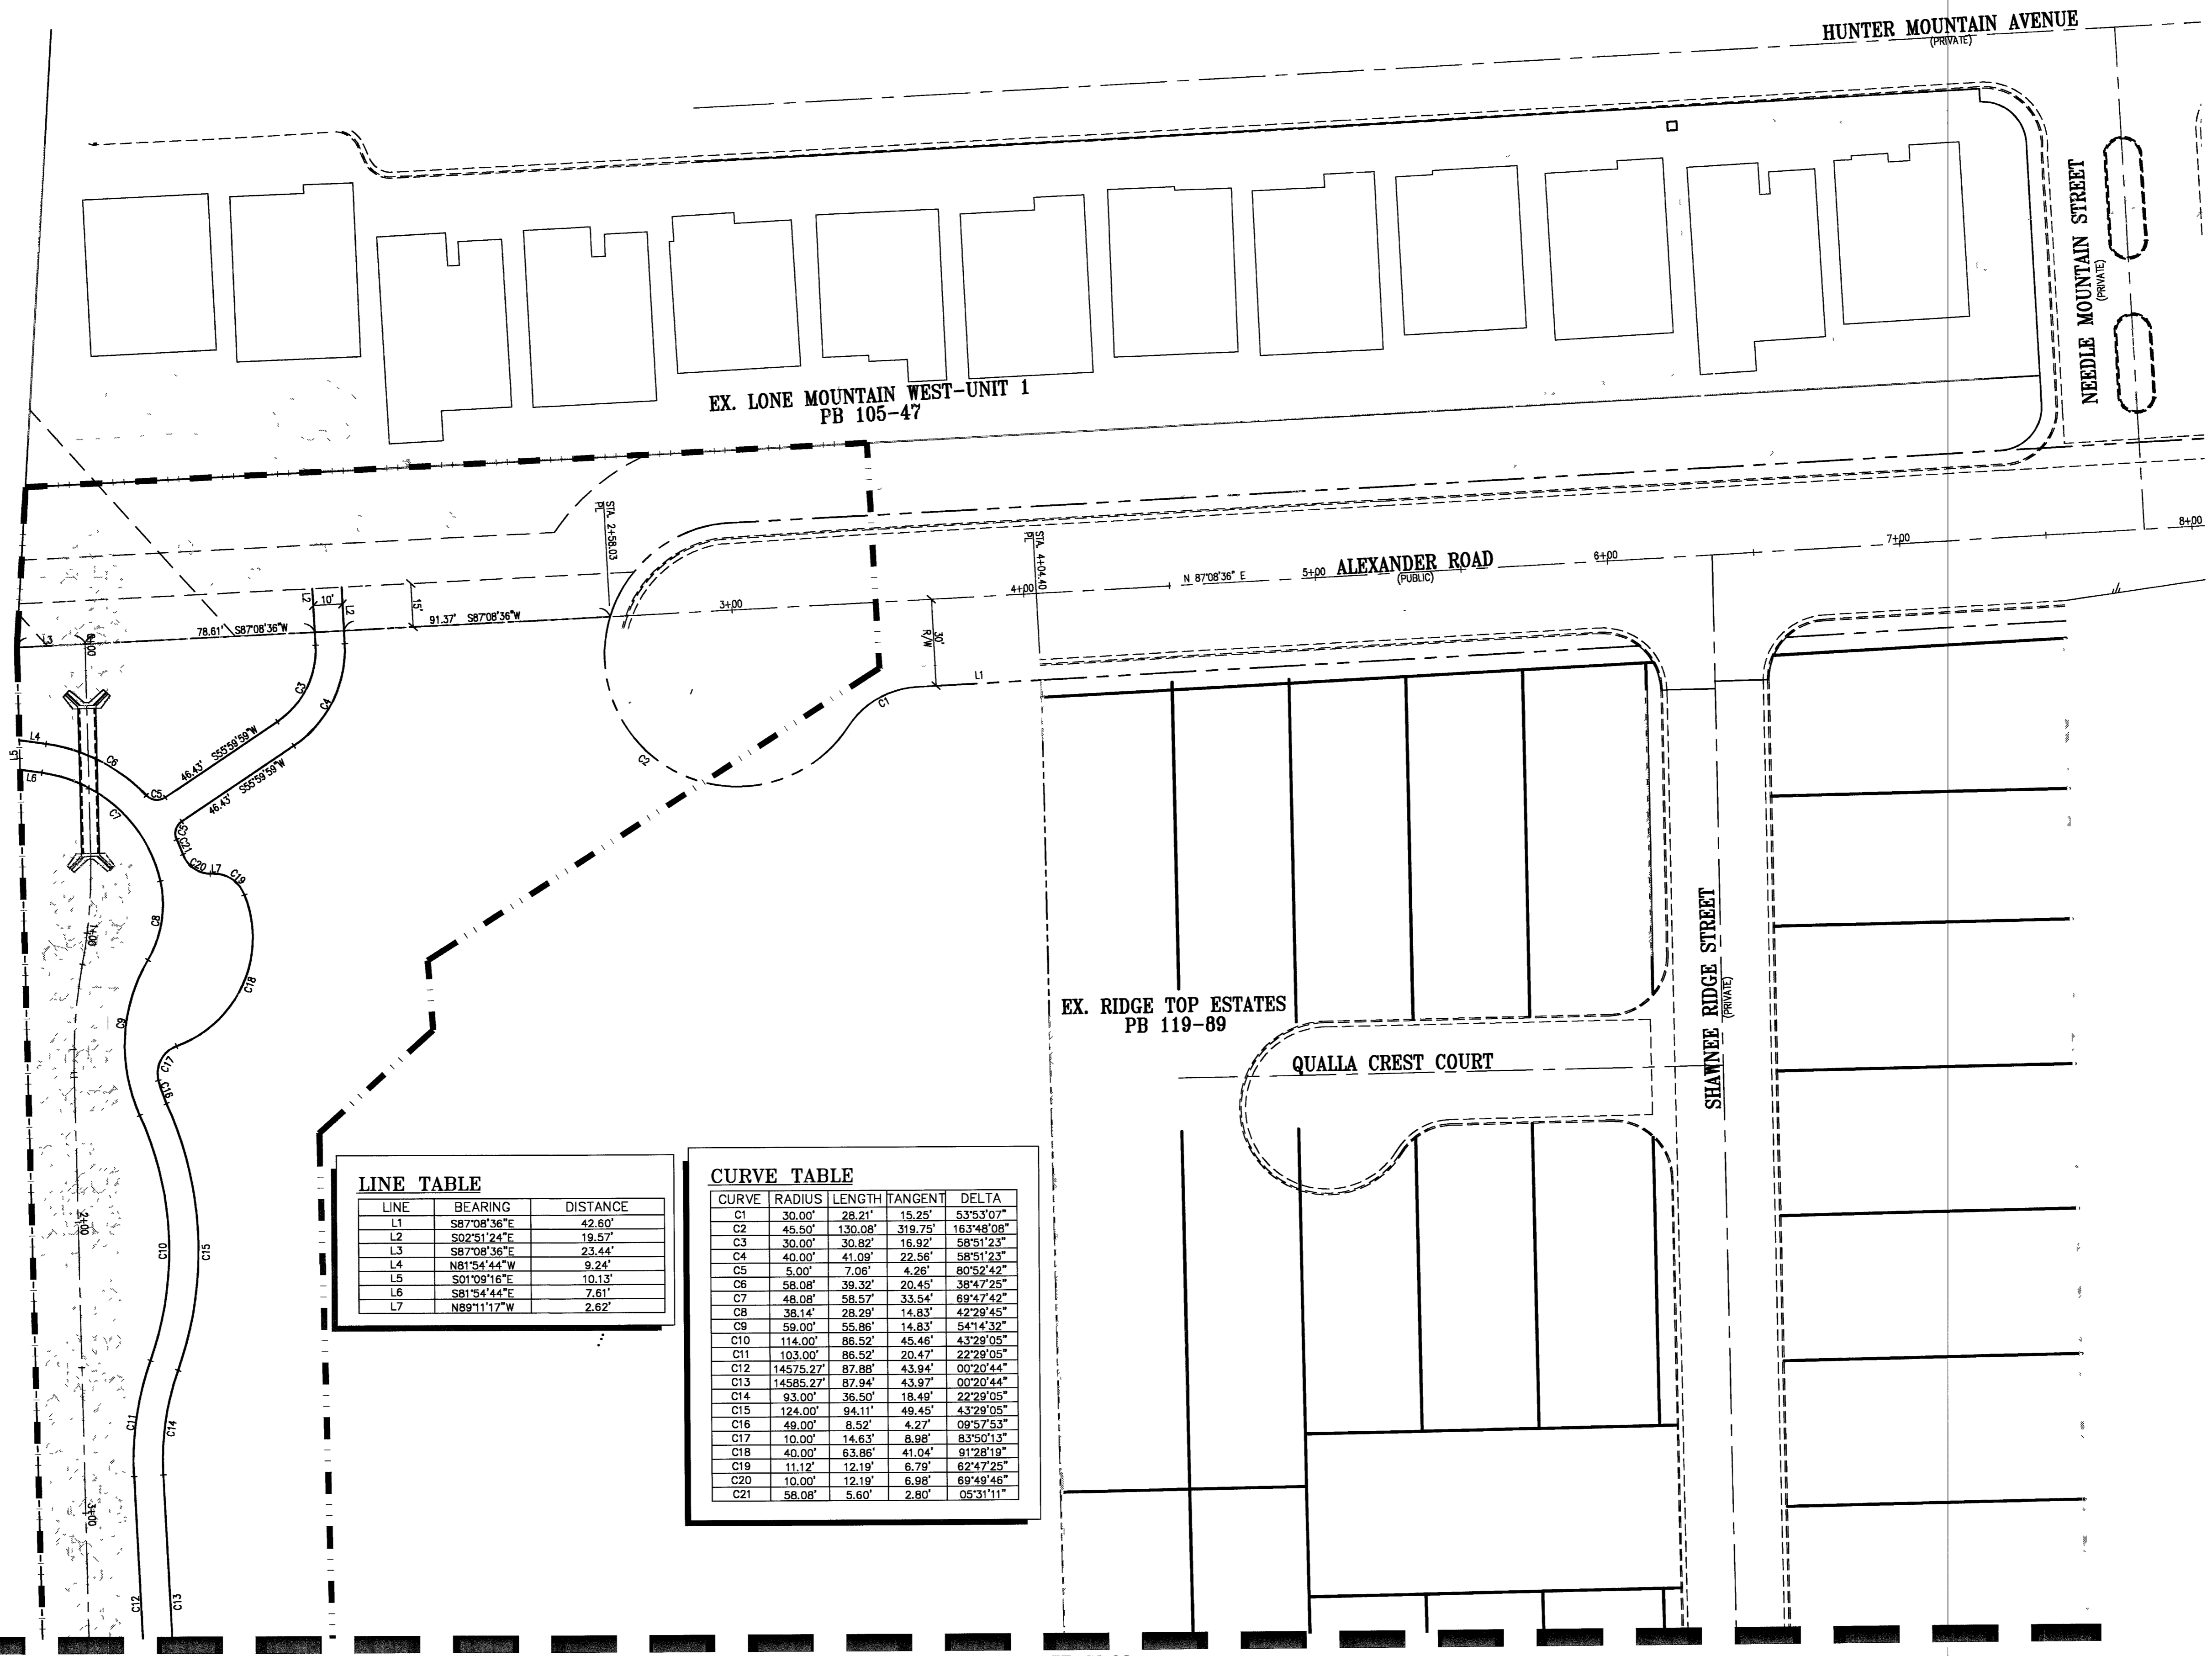 HUNTER MOUNTAIN AVENUE
(PRIVATE)
NEEDLE MOUNTAIN STREET
(PRIVATE)
EX. LONE MOUNTAIN WEST-UNIT 1
PB 105-47
STA. 2+58.03
PL
STA. 4+04.40
PL
ALEXANDER ROAD
(PUBLIC)
N 87°08'36" E
3+00
4+00
5+00
6+00
7+00
8+00
L2
10'
L2
15'
78.61' S87°08'36"W
91.37' S87°08'36"W
L3
0+00
30'
R/W
L1
C1
C2
C3
C4
46.43' S55°59'59"W
46.43' S55°59'59"W
L4
L5
L6
C6
C5
C7
C5
C21
C20
L7
C19
C8
1+00
C18
C9
C17
C16
EX. RIDGE TOP ESTATES
PB 119-89
QUALLA CREST COURT
SHAWNEE RIDGE STREET
(PRIVATE)
2+00
C10
C15
C11
C14
3+00
C12
C13
LINE TABLE
LINE BEARING DISTANCE
L1 S87°08'36"E 42.60'
L2 S02°51'24"E 19.57'
L3 S87°08'36"E 23.44'
L4 N81°54'44"W 9.24'
L5 S01°09'16"E 10.13'
L6 S81°54'44"E 7.61'
L7 N89°11'17"W 2.62'
CURVE TABLE
CURVE RADIUS LENGTH TANGENT DELTA
C1 30.00' 28.21' 15.25' 53°53'07"
C2 45.50' 130.08' 319.75' 163°48'08"
C3 30.00' 30.82' 16.92' 58°51'23"
C4 40.00' 41.09' 22.56' 58°51'23"
C5 5.00' 7.06' 4.26' 80°52'42"
C6 58.08' 39.32' 20.45' 38°47'25"
C7 48.08' 58.57' 33.54' 69°47'42"
C8 38.14' 28.29' 14.83' 42°29'45"
C9 59.00' 55.86' 14.83' 54°14'32"
C10 114.00' 86.52' 45.46' 43°29'05"
C11 103.00' 86.52' 20.47' 22°29'05"
C12 14575.27' 87.88' 43.94' 00°20'44"
C13 14585.27' 87.94' 43.97' 00°20'44"
C14 93.00' 36.50' 18.49' 22°29'05"
C15 124.00' 94.11' 49.45' 43°29'05"
C16 49.00' 8.52' 4.27' 09°57'53"
C17 10.00' 14.63' 8.98' 83°50'13"
C18 40.00' 63.86' 41.04' 91°28'19"
C19 11.12' 12.19' 6.79' 62°47'25"
C20 10.00' 12.19' 6.98' 69°49'46"
C21 58.08' 5.60' 2.80' 05°31'11"